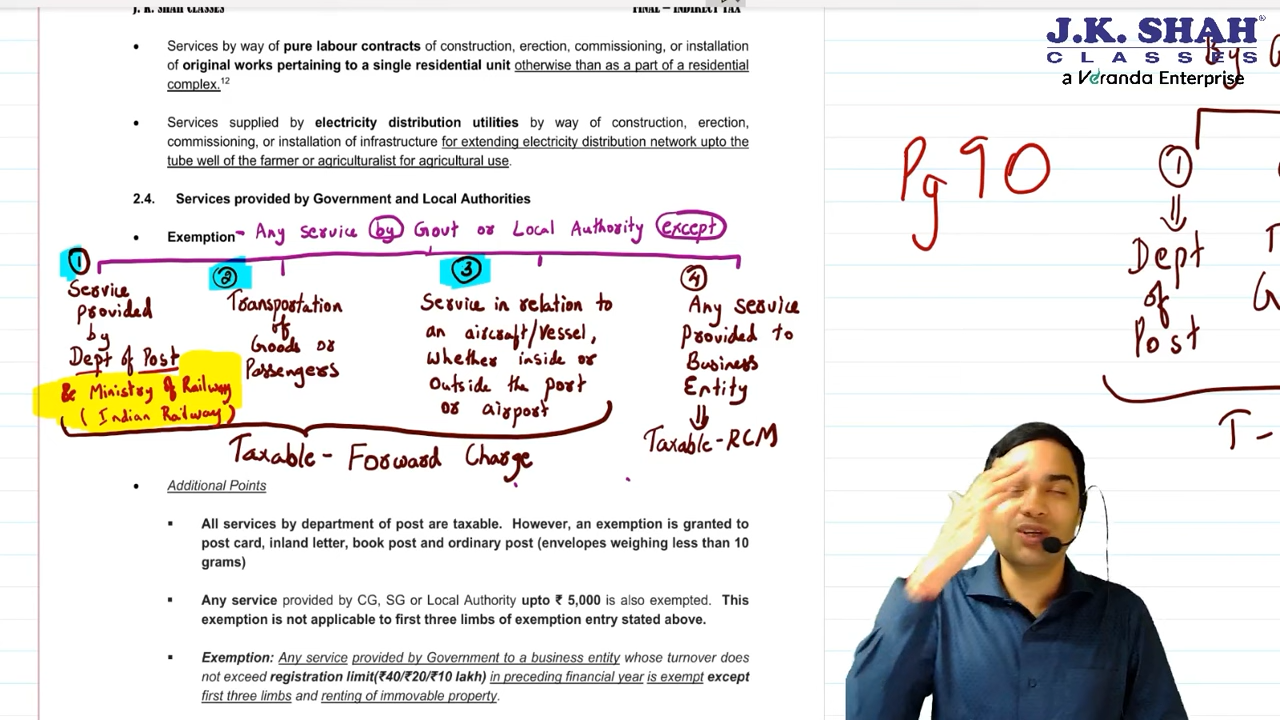 J. K. SHAH CLASSES
FINAL – INDIRECT TAX
• Services by way of pure labour contracts of construction, erection, commissioning, or installation
of original works pertaining to a single residential unit otherwise than as a part of a residential
complex.12
• Services supplied by electricity distribution utilities by way of construction, erection,
commissioning, or installation of infrastructure for extending electricity distribution network upto the
tube well of the farmer or agriculturalist for agricultural use.
2.4. Services provided by Government and Local Authorities
• Exemption - Any service by Govt or Local Authority except
1
Service
provided
by
Dept of Post
& Ministry of Railway
(Indian Railway)
2
Transportation
of
Goods or
Passengers
3
Service in relation to
an aircraft/vessel,
whether inside or
outside the port
or airport
4
Any service
Provided to
Business
Entity
⇓
Taxable - RCM
Taxable - Forward Charge
• Additional Points
▪ All services by department of post are taxable. However, an exemption is granted to
post card, inland letter, book post and ordinary post (envelopes weighing less than 10
grams)
▪ Any service provided by CG, SG or Local Authority upto ₹ 5,000 is also exempted. This
exemption is not applicable to first three limbs of exemption entry stated above.
▪ Exemption: Any service provided by Government to a business entity whose turnover does
not exceed registration limit(₹40/₹20/₹10 lakh) in preceding financial year is exempt except
first three limbs and renting of immovable property.
Pg 90
J.K. SHAH®
CLASSES
a Veranda Enterprise
By
1
⇓
Dept
of
Post
T -